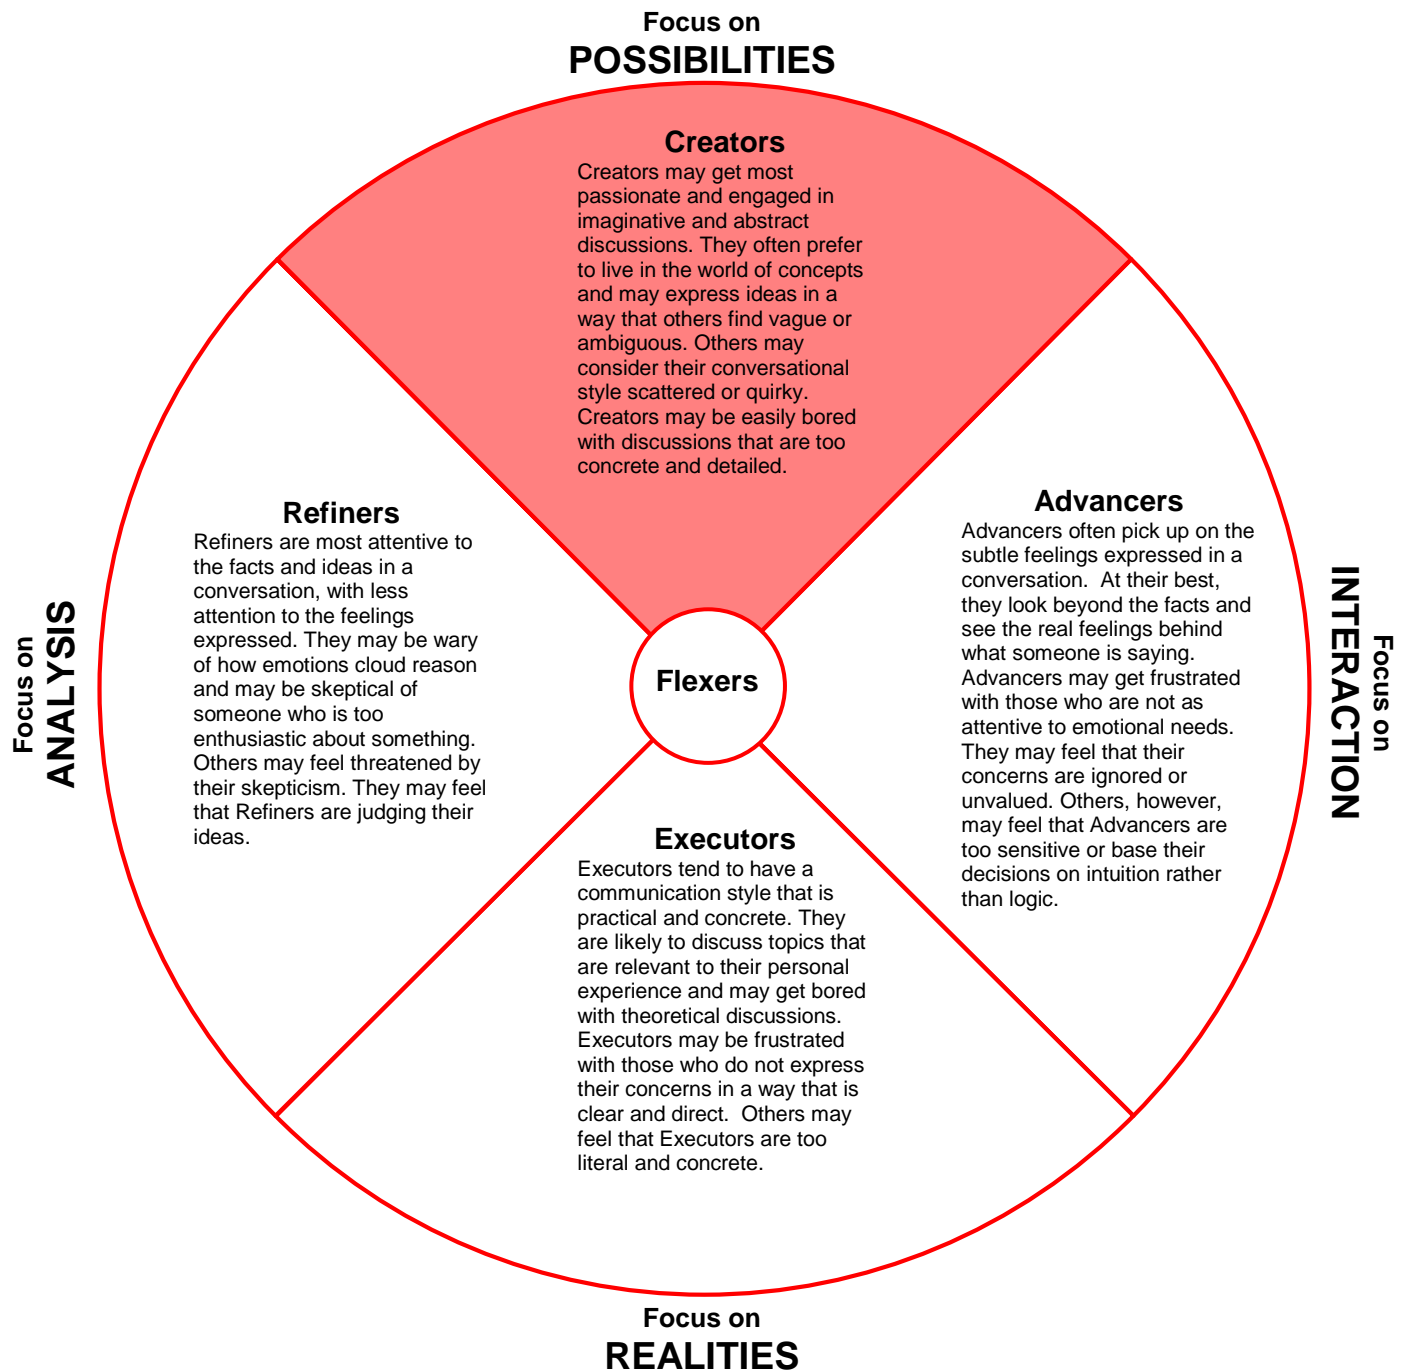 Focus on
POSSIBILITIES
Creators
Creators may get most
passionate and engaged in
imaginative and abstract
discussions. They often prefer
to live in the world of concepts
and may express ideas in a
way that others find vague or
ambiguous. Others may
consider their conversational
style scattered or quirky.
Creators may be easily bored
with discussions that are too
concrete and detailed.
Focus on
ANALYSIS
Refiners
Refiners are most attentive to
the facts and ideas in a
conversation, with less
attention to the feelings
expressed. They may be wary
of how emotions cloud reason
and may be skeptical of
someone who is too
enthusiastic about something.
Others may feel threatened by
their skepticism. They may feel
that Refiners are judging their
ideas.
Flexers
Advancers
Advancers often pick up on the
subtle feelings expressed in a
conversation.  At their best,
they look beyond the facts and
see the real feelings behind
what someone is saying.
Advancers may get frustrated
with those who are not as
attentive to emotional needs.
They may feel that their
concerns are ignored or
unvalued. Others, however,
may feel that Advancers are
too sensitive or base their
decisions on intuition rather
than logic.
Focus on
INTERACTION
Executors
Executors tend to have a
communication style that is
practical and concrete. They
are likely to discuss topics that
are relevant to their personal
experience and may get bored
with theoretical discussions.
Executors may be frustrated
with those who do not express
their concerns in a way that is
clear and direct.  Others may
feel that Executors are too
literal and concrete.
Focus on
REALITIES